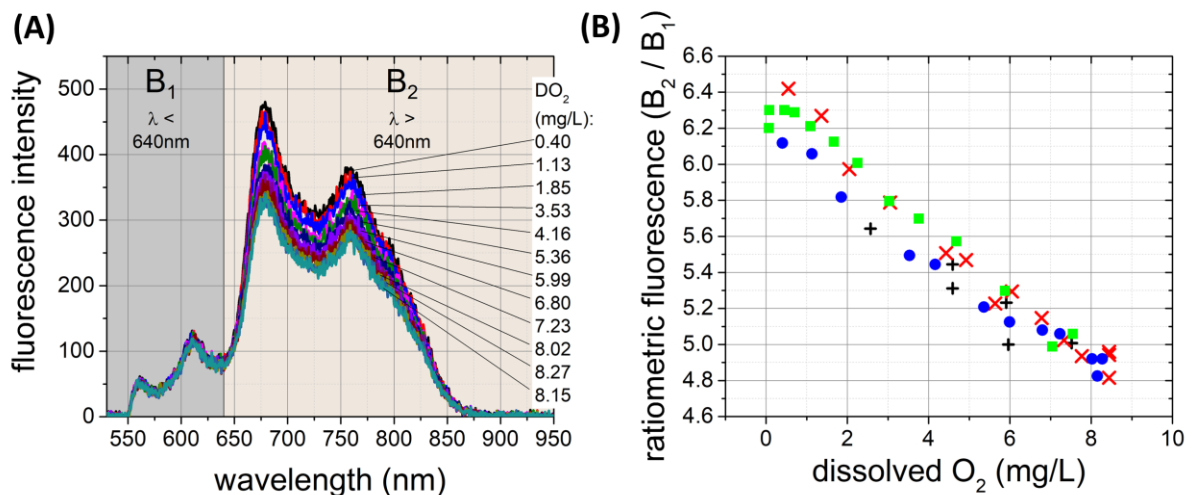 (A)
fluorescence intensity
500
400
300
200
100
0
B1
λ <
640nm
B2
λ >
640nm
DO2
(mg/L):
0.40
1.13
1.85
3.53
4.16
5.36
5.99
6.80
7.23
8.02
8.27
8.15
550 600 650 700 750 800 850 900 950
wavelength (nm)
(B)
ratiometric fluorescence (B2 / B1)
6.6
6.4
6.2
6.0
5.8
5.6
5.4
5.2
5.0
4.8
4.6
0 2 4 6 8 10
dissolved O2 (mg/L)